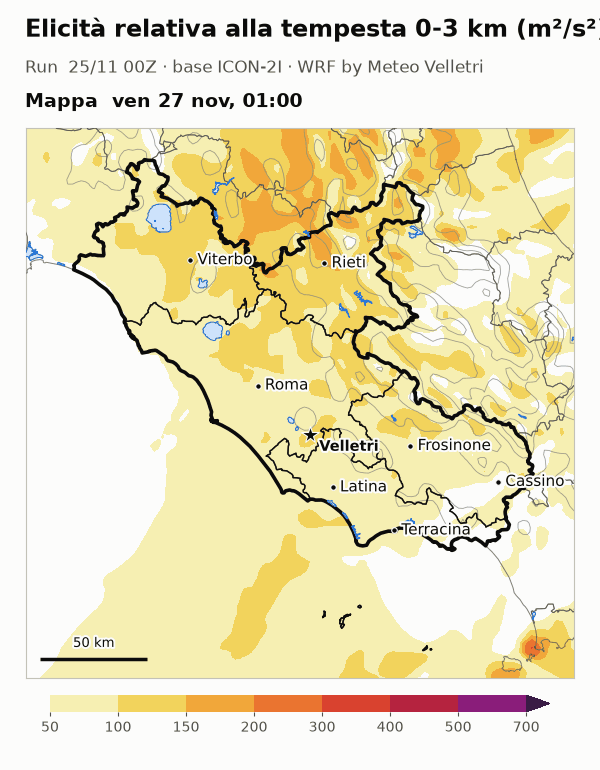 Elicità relativa alla tempesta 0-3 km (m²/s²)
Run 25/11 00Z · base ICON-2I · WRF by Meteo Velletri
Mappa ven 27 nov, 01:00
Viterbo
Rieti
Roma
Velletri
Frosinone
Cassino
Latina
Terracina
50 km
50 100 150 200 300 400 500 700